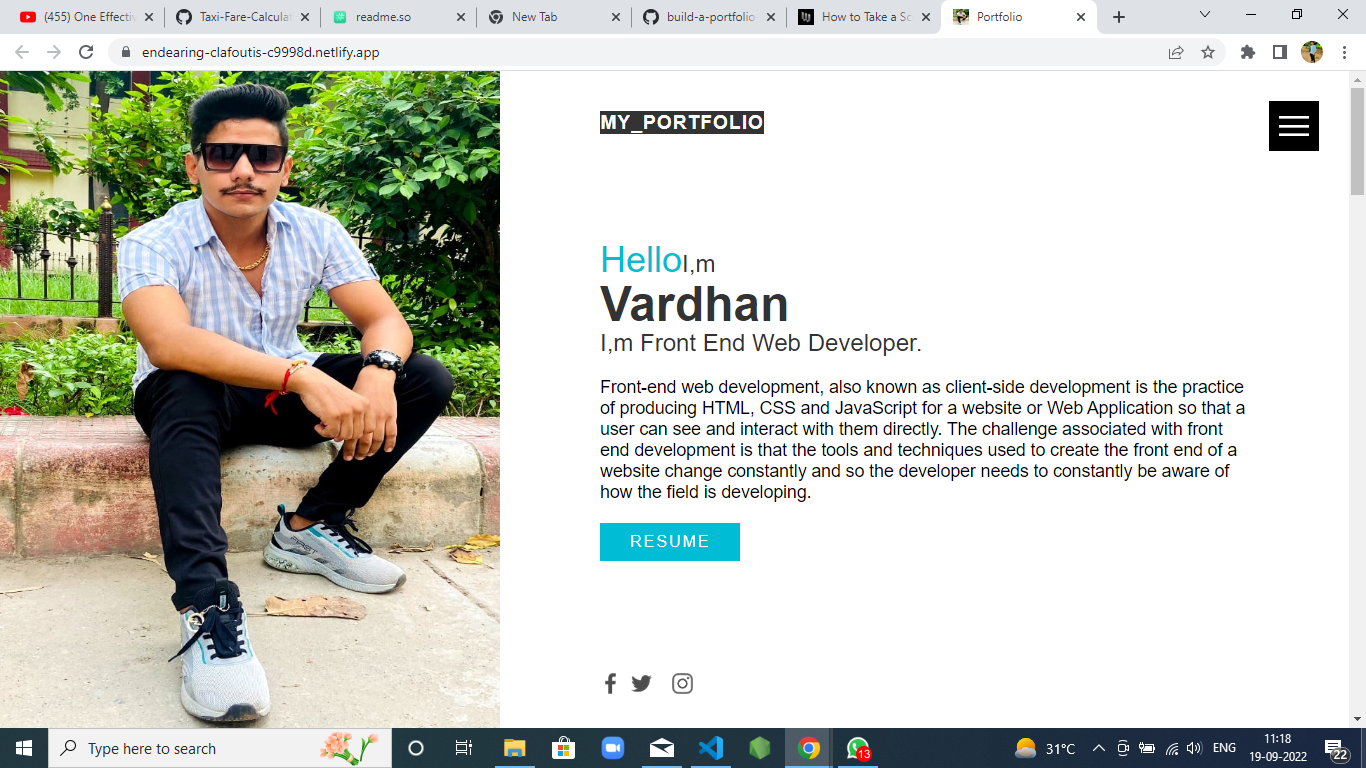 (455) One Effecti
Taxi-Fare-Calcula
readme.so
New Tab
build-a-portfolio
How to Take a Sc
Portfolio
endearing-clafoutis-c9998d.netlify.app
MY_PORTFOLIO
HelloI,m
Vardhan
I,m Front End Web Developer.
Front-end web development, also known as client-side development is the practice
of producing HTML, CSS and JavaScript for a website or Web Application so that a
user can see and interact with them directly. The challenge associated with front
end development is that the tools and techniques used to create the front end of a
website change constantly and so the developer needs to constantly be aware of
how the field is developing.
RESUME
Type here to search
13
31°C
ENG
11:18
19-09-2022
22